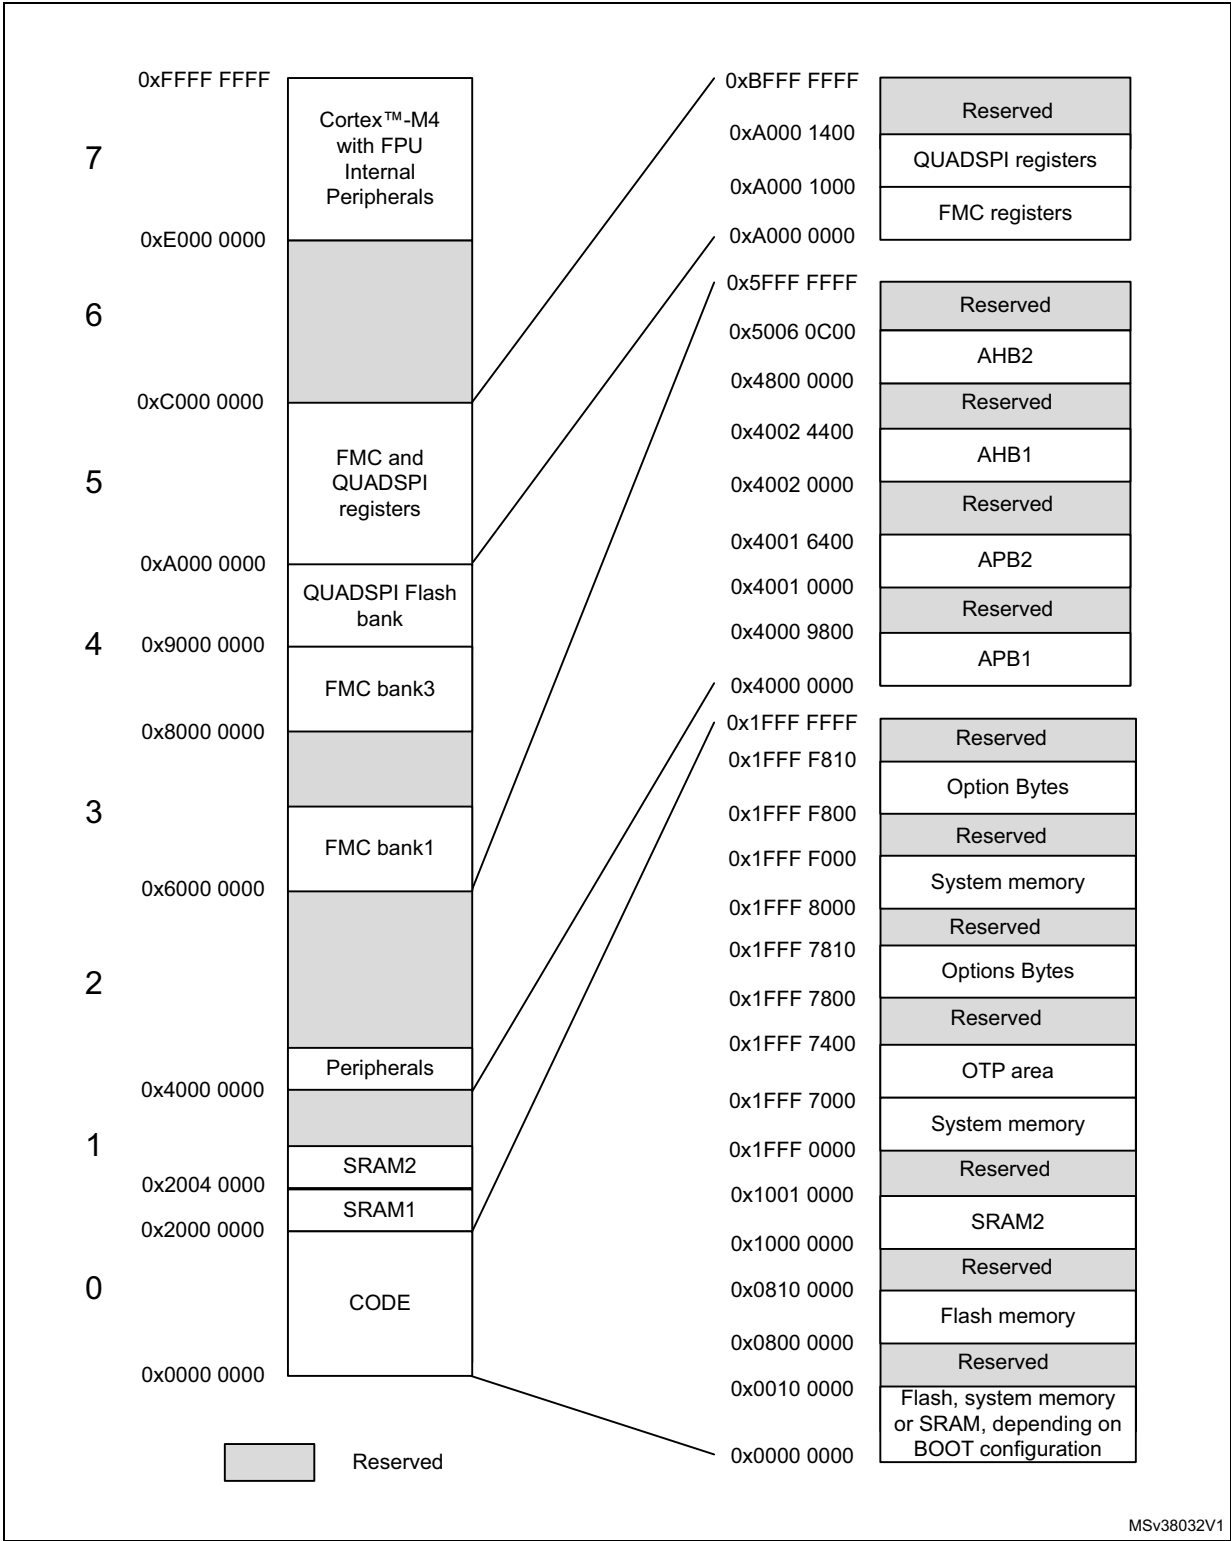 0xFFFF FFFF
Cortex™-M4
with FPU
Internal
Peripherals
7
0xE000 0000
6
0xC000 0000
FMC and
QUADSPI
registers
5
0xA000 0000
QUADSPI Flash
bank
4
0x9000 0000
FMC bank3
0x8000 0000
3
FMC bank1
0x6000 0000
2
Peripherals
0x4000 0000
1
SRAM2
0x2004 0000
SRAM1
0x2000 0000
0
CODE
0x0000 0000
Reserved
0xBFFF FFFF
Reserved
0xA000 1400
QUADSPI registers
0xA000 1000
FMC registers
0xA000 0000
0x5FFF FFFF
Reserved
0x5006 0C00
AHB2
0x4800 0000
Reserved
0x4002 4400
AHB1
0x4002 0000
Reserved
0x4001 6400
APB2
0x4001 0000
Reserved
0x4000 9800
APB1
0x4000 0000
0x1FFF FFFF
Reserved
0x1FFF F810
Option Bytes
0x1FFF F800
Reserved
0x1FFF F000
System memory
0x1FFF 8000
Reserved
0x1FFF 7810
Options Bytes
0x1FFF 7800
Reserved
0x1FFF 7400
OTP area
0x1FFF 7000
System memory
0x1FFF 0000
Reserved
0x1001 0000
SRAM2
0x1000 0000
Reserved
0x0810 0000
Flash memory
0x0800 0000
Reserved
0x0010 0000
Flash, system memory
or SRAM, depending on
BOOT configuration
0x0000 0000
MSv38032V1